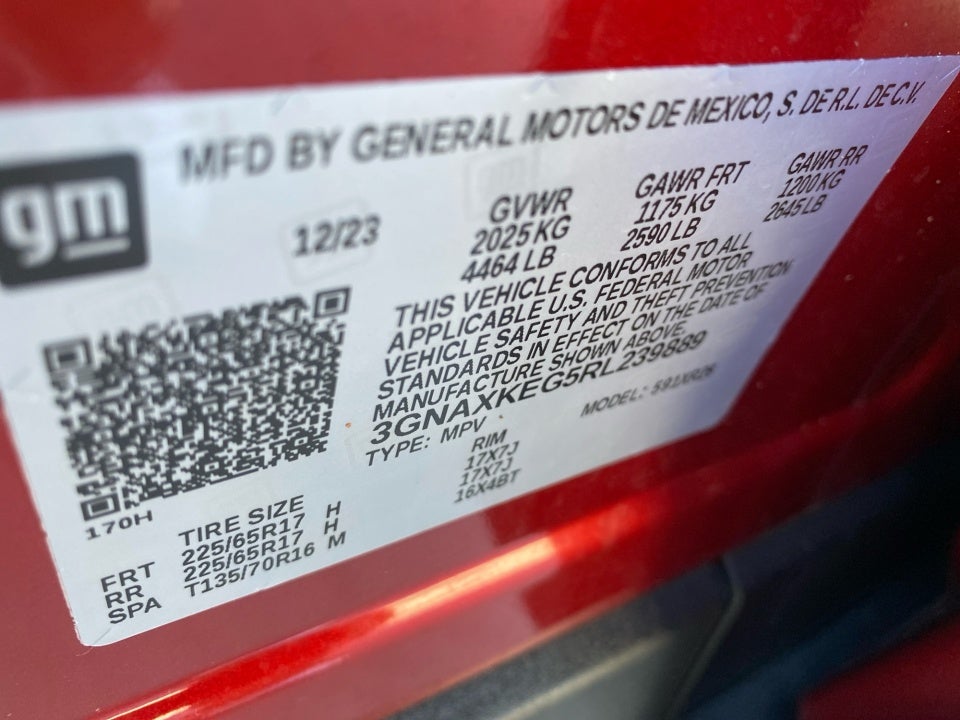 MFD BY GENERAL MOTORS DE MEXICO, S. DE R.L. DE C.V.
gm
12/23
GVWR GAWR FRT GAWR RR
2025 KG 1175 KG 1200 KG
4464 LB 2590 LB 2645 LB
THIS VEHICLE CONFORMS TO ALL
APPLICABLE U.S. FEDERAL MOTOR
VEHICLE SAFETY AND THEFT PREVENTION
STANDARDS IN EFFECT ON THE DATE OF
MANUFACTURE SHOWN ABOVE.
3GNAXKEG5RL239889
TYPE: MPV MODEL:
170H
TIRE SIZE RIM
FRT 225/65R17 H 17X7J
RR 225/65R17 H 17X7J
SPA T135/70R16 M 16X4BT